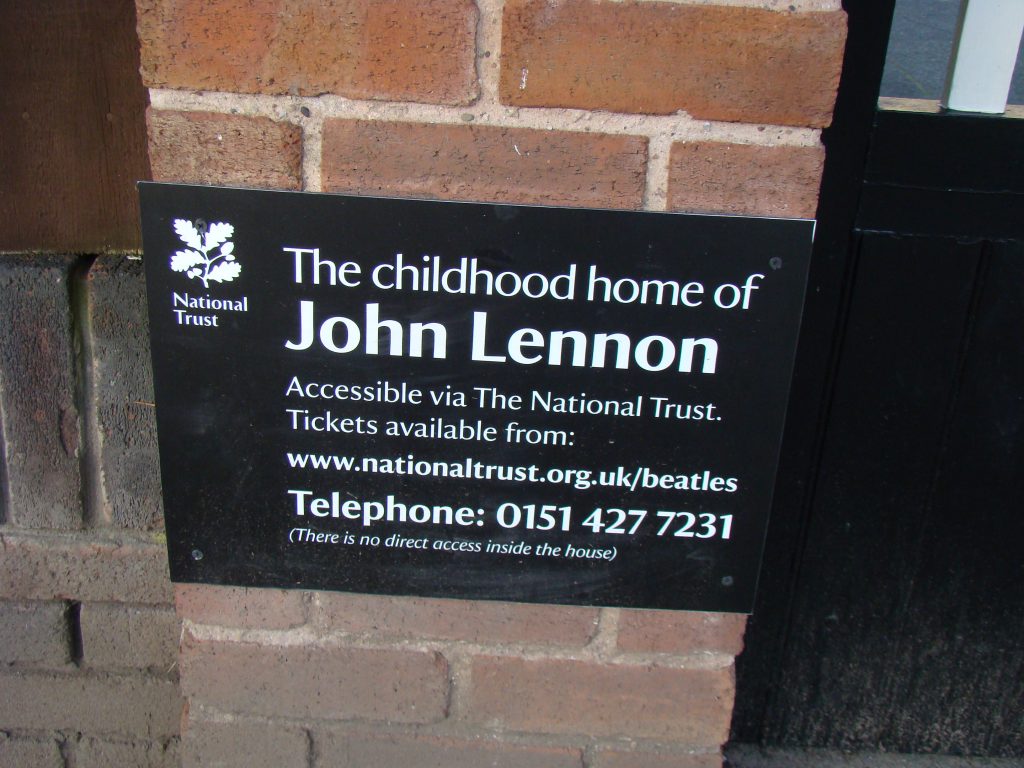 National
Trust
The childhood home of
John Lennon
Accessible via The National Trust.
Tickets available from:
www.nationaltrust.org.uk/beatles
Telephone: 0151 427 7231
(There is no direct access inside the house)